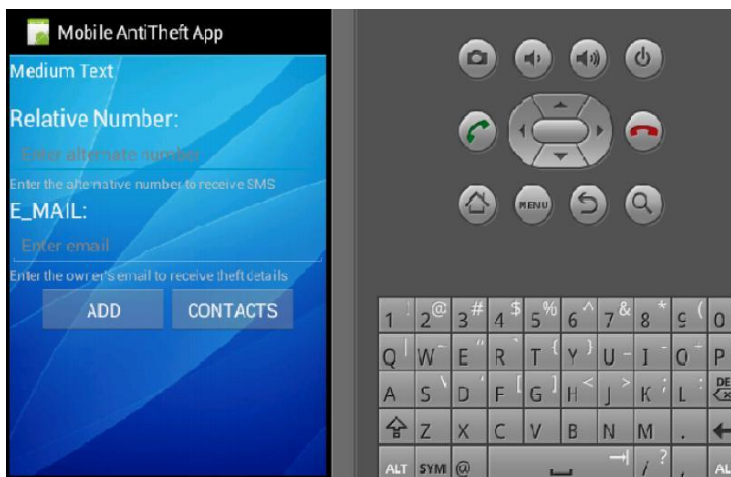 Mobile AntiTheft App
Medium Text
Relative Number:
Enter alternate number
Enter the alternative number to receive SMS
E_MAIL:
Enter email
Enter the owner's email to receive theft details
ADD CONTACTS
MENU
1 ! 2 @ 3 # 4 $ 5 % 6 ^ 7 & 8 * 9 ( 0
Q | W ~ E " R ` T { Y } U - I - O + P
A S \ D ' F [ G ] H < J > K ; L : DEL
Z X C V B N M .
ALT SYM @ / ? , AL